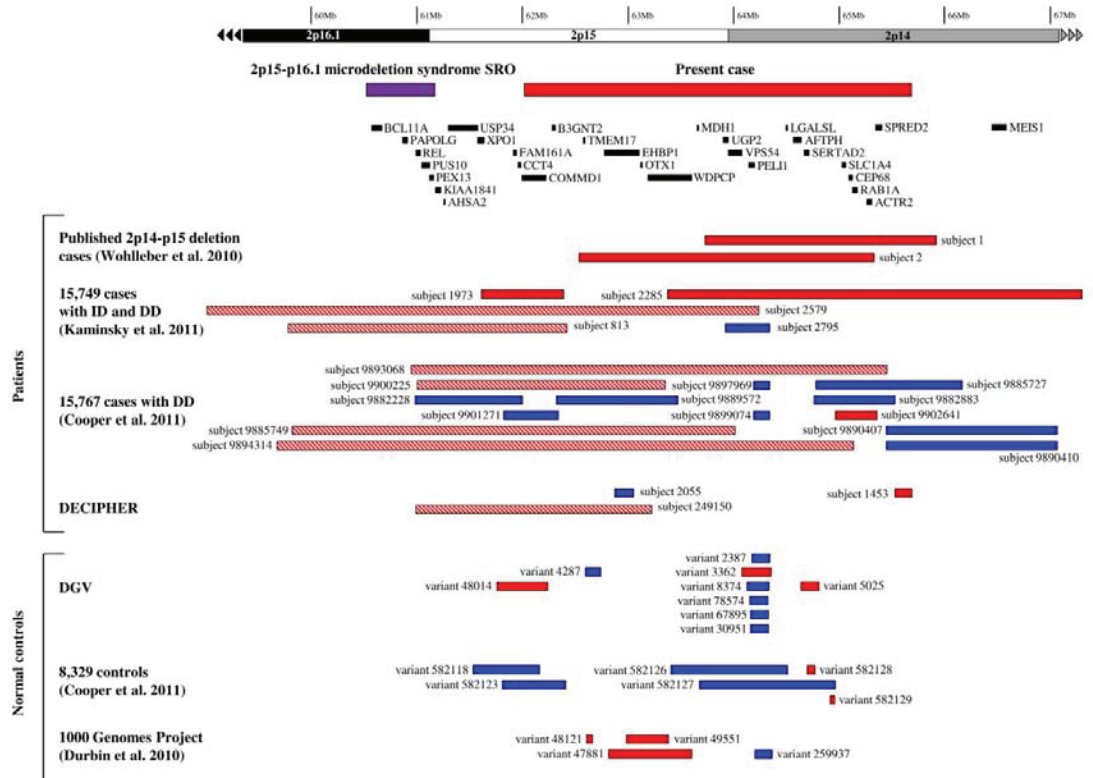 60Mb 61Mb 62Mb 63Mb 64Mb 65Mb 66Mb 67Mb
2p16.1 2p15 2p14
2p15-p16.1 microdeletion syndrome SRO Present case
BCL11A USP34 B3GNT2 MDH1 LGALSL SPRED2 MEIS1
PAPOLG XPO1 TMEM17 UGP2 AFTPH
REL FAM161A EHBP1 VPS54 SERTAD2
PUS10 CCT4 OTX1 PELI1 SLC1A4
PEX13 COMMD1 WDPCP CEP68
KIAA1841 RAB1A
AHSA2 ACTR2
Patients
Published 2p14-p15 deletion
cases (Wohlleber et al. 2010)
subject 1
subject 2
15,749 cases
with ID and DD
(Kaminsky et al. 2011)
subject 1973 subject 2285
subject 2579
subject 813 subject 2795
15,767 cases with DD
(Cooper et al. 2011)
subject 9893068
subject 9900225 subject 9897969 subject 9885727
subject 9882228 subject 9889572 subject 9882883
subject 9901271 subject 9899074 subject 9902641
subject 9885749 subject 9890407
subject 9894314
subject 9890410
DECIPHER
subject 2055 subject 1453
subject 249150
Normal controls
DGV
variant 2387
variant 4287 variant 3362
variant 48014 variant 8374 variant 5025
variant 78574
variant 67895
variant 30951
8,329 controls
(Cooper et al. 2011)
variant 582118 variant 582126 variant 582128
variant 582123 variant 582127
variant 582129
1000 Genomes Project
(Durbin et al. 2010)
variant 48121 variant 49551
variant 47881 variant 259937